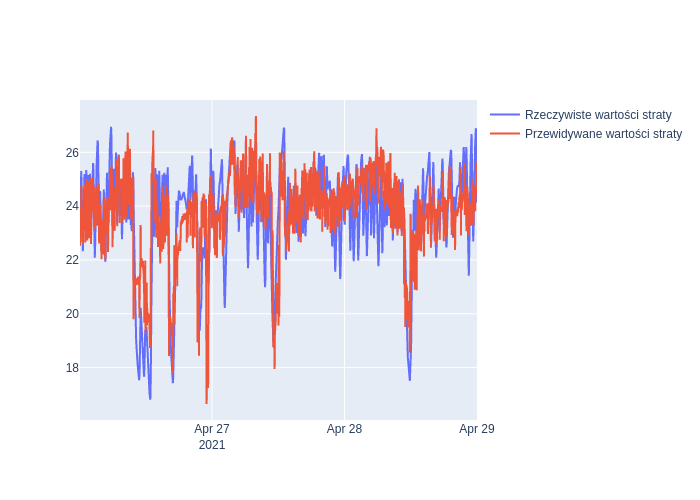 Rzeczywiste wartości straty
Przewidywane wartości straty
26
24
22
20
18
Apr 27
2021
Apr 28
Apr 29